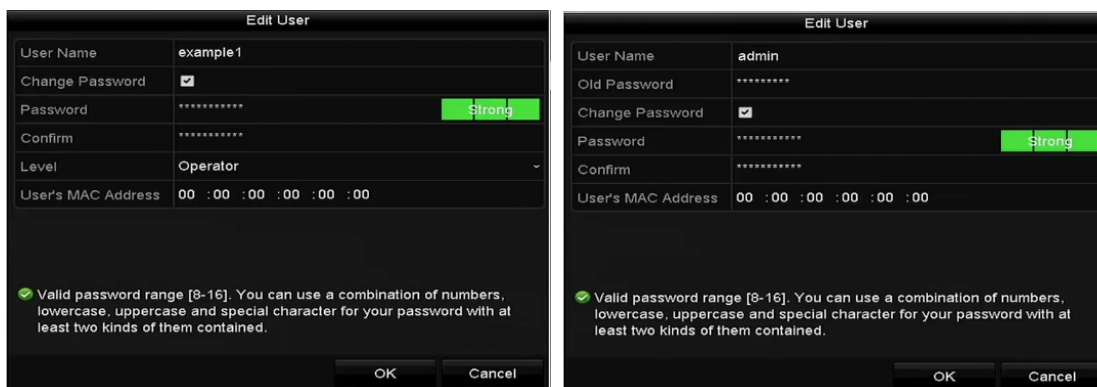 Edit User
User Name example1
Change Password
Password *********** Strong
Confirm ***********
Level Operator
User's MAC Address 00 :00 :00 :00 :00 :00
Valid password range [8-16]. You can use a combination of numbers,
lowercase, uppercase and special character for your password with at
least two kinds of them contained.
OK Cancel
Edit User
User Name admin
Old Password *********
Change Password
Password *********** Strong
Confirm ***********
User's MAC Address 00 :00 :00 :00 :00 :00
Valid password range [8-16]. You can use a combination of numbers,
lowercase, uppercase and special character for your password with at
least two kinds of them contained.
OK Cancel